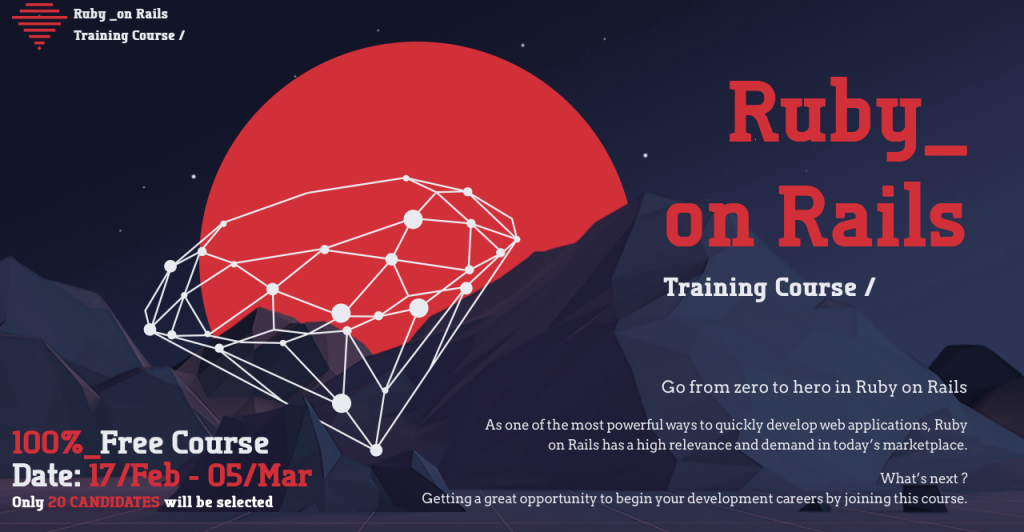 Ruby _on Rails
Training Course /
Ruby_
on Rails
Training Course /
Go from zero to hero in Ruby on Rails
As one of the most powerful ways to quickly develop web applications, Ruby
on Rails has a high relevance and demand in today's marketplace.
What's next ?
Getting a great opportunity to begin your development careers by joining this course.
100%_Free Course
Date: 17/Feb - 05/Mar
Only 20 CANDIDATES will be selected